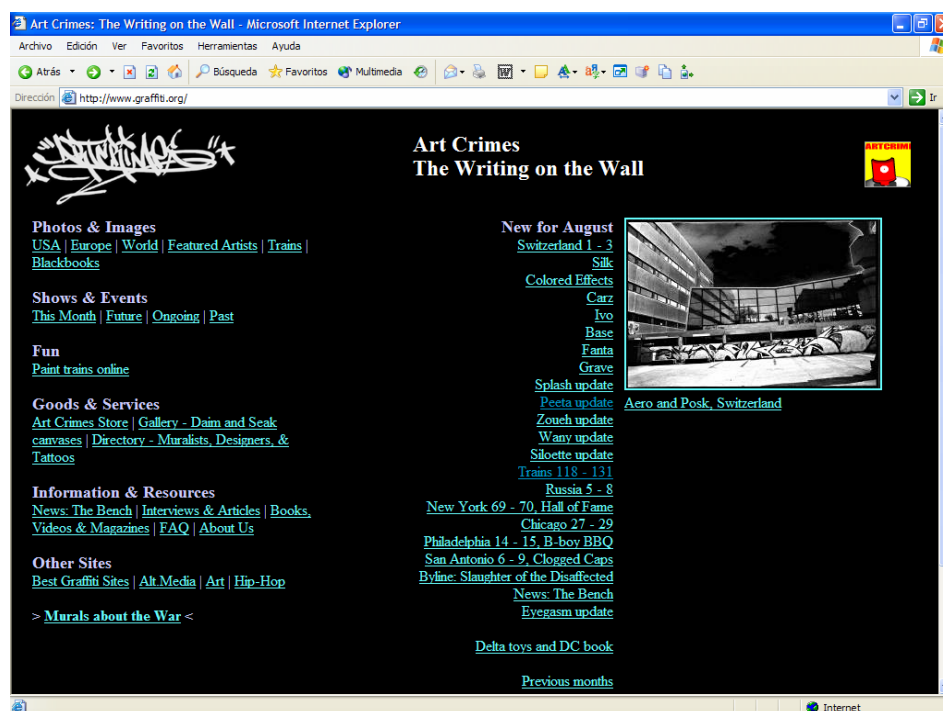 Art Crimes: The Writing on the Wall - Microsoft Internet Explorer
Archivo Edición Ver Favoritos Herramientas Ayuda
Atrás Búsqueda Favoritos Multimedia
Dirección http://www.graffiti.org/ Ir
ARTCRIMES
Art Crimes
The Writing on the Wall
ARTCRIM
Photos & Images
USA | Europe | World | Featured Artists | Trains |
Blackbooks
Shows & Events
This Month | Future | Ongoing | Past
Fun
Paint trains online
Goods & Services
Art Crimes Store | Gallery - Daim and Seak
canvases | Directory - Muralists, Designers, &
Tattoos
Information & Resources
News: The Bench | Interviews & Articles | Books,
Videos & Magazines | FAQ | About Us
Other Sites
Best Graffiti Sites | Alt.Media | Art | Hip-Hop
> Murals about the War <
New for August
Switzerland 1 - 3
Silk
Colored Effects
Carz
Ivo
Base
Fanta
Grave
Splash update
Peeta update
Zoueh update
Wany update
Siloette update
Trains 118 - 131
Russia 5 - 8
New York 69 - 70, Hall of Fame
Chicago 27 - 29
Philadelphia 14 - 15, B-boy BBQ
San Antonio 6 - 9, Clogged Caps
Byline: Slaughter of the Disaffected
News: The Bench
Eyegasm update
Delta toys and DC book
Previous months
Aero and Posk, Switzerland
Internet